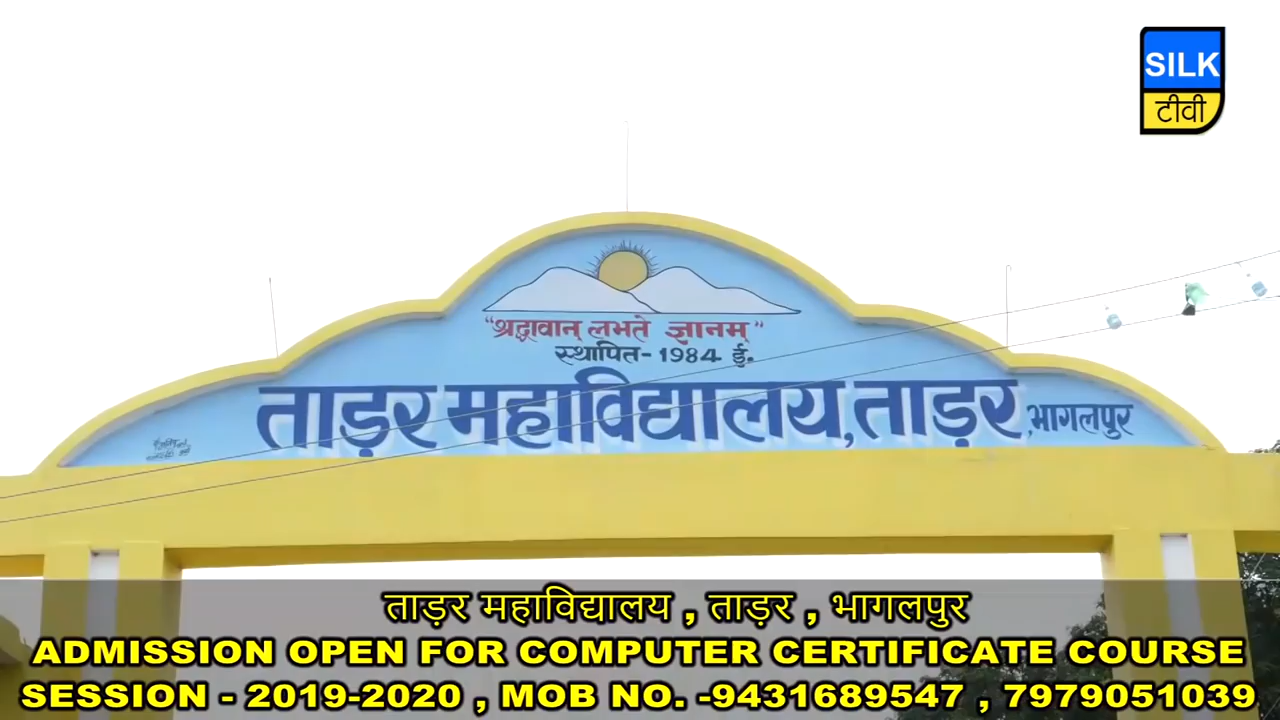 SILK
टीवी
"श्रद्धावान् लभते ज्ञानम्"
स्थापित- 1984 ई.
ताड़र महाविद्यालय, ताड़र, भागलपुर
ताड़र महाविद्यालय , ताड़र , भागलपुर
ADMISSION OPEN FOR COMPUTER CERTIFICATE COURSE
SESSION - 2019-2020 , MOB NO. -9431689547 , 7979051039